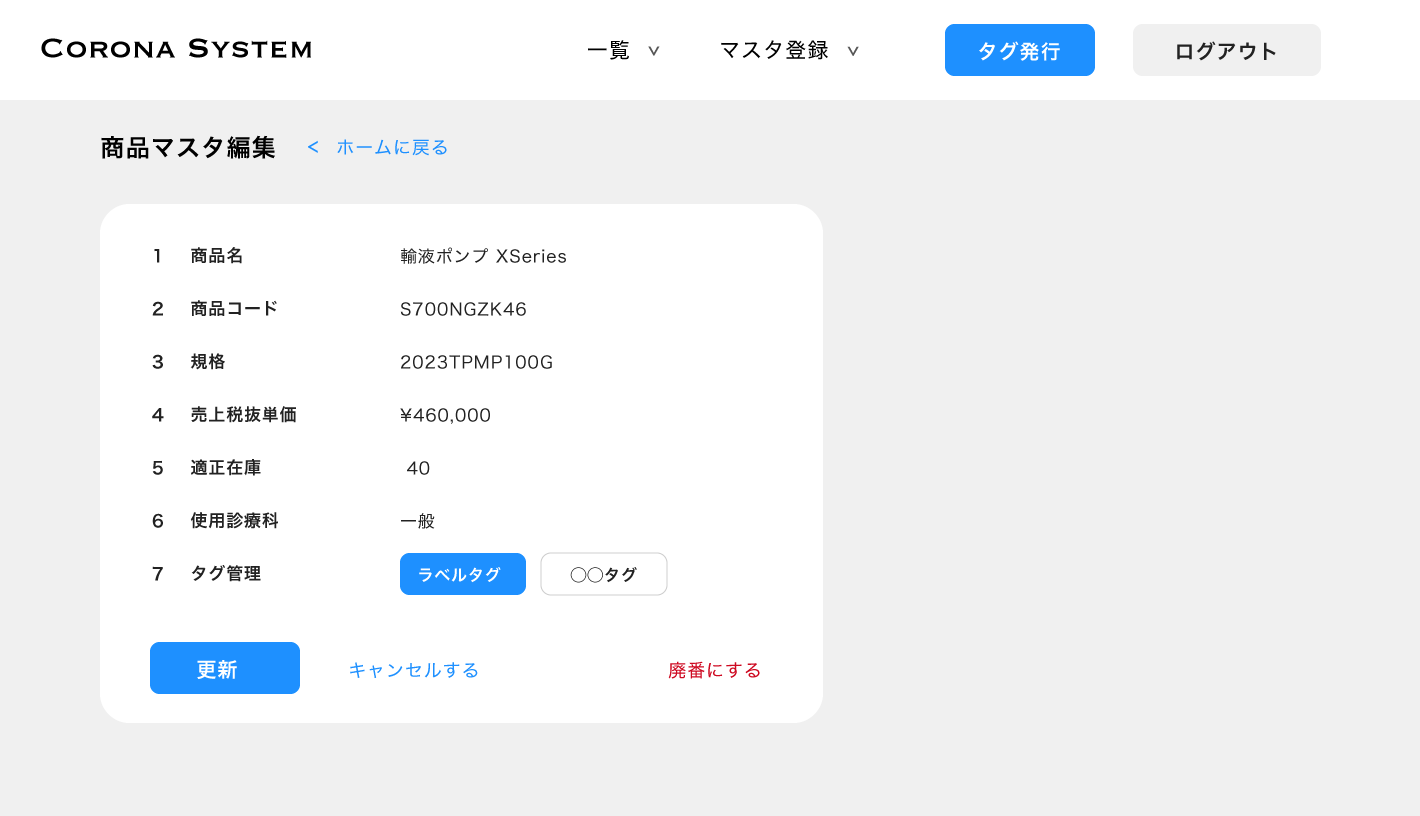 CORONA SYSTEM
一覧 ∨ マスタ登録 ∨ タグ発行 ログアウト
商品マスタ編集 < ホームに戻る
1 商品名 輸液ポンプ XSeries
2 商品コード S700NGZK46
3 規格 2023TPMP100G
4 売上税抜単価 ¥460,000
5 適正在庫 40
6 使用診療科 一般
7 タグ管理 ラベルタグ ◯◯タグ
更新 キャンセルする 廃番にする